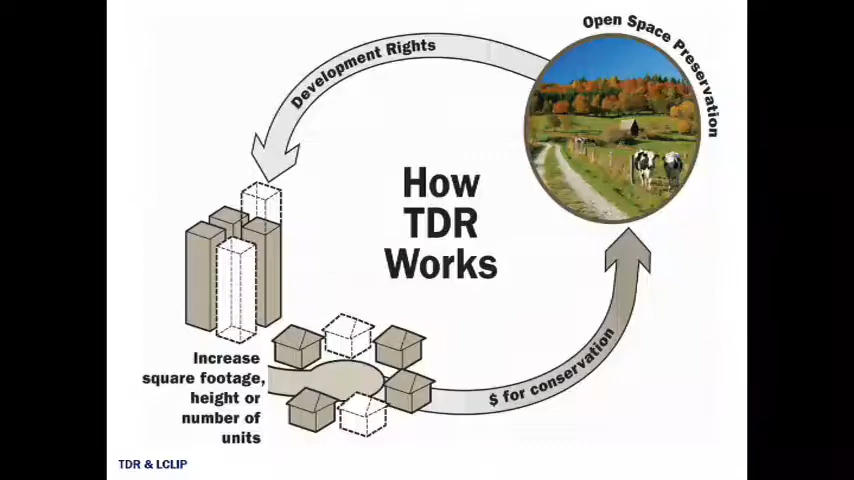 Open Space Preservation
Development Rights
How
TDR
Works
Increase
square footage,
height or
number of
units
$ for conservation
TDR & LCLIP